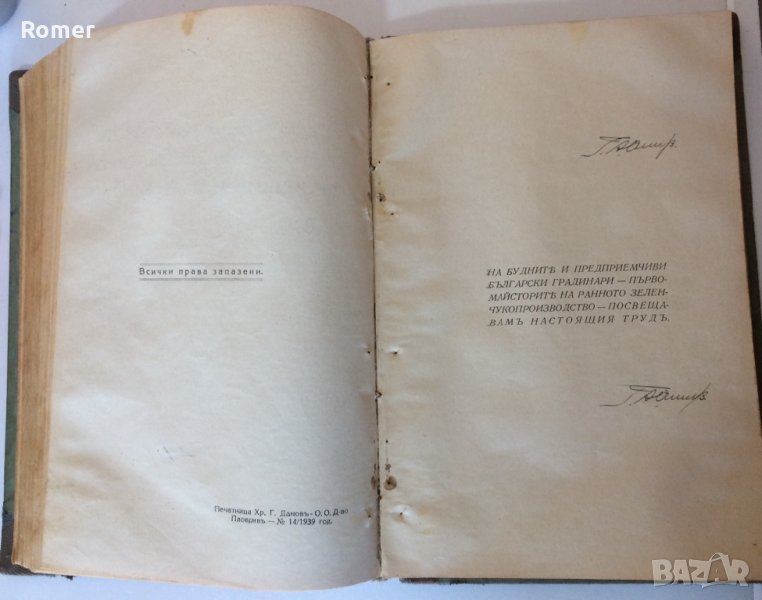 Romer
Всички права запазени.
Печатница Хр. Г. Дановъ - О. О. Д-во
Пловдивъ — № 14/1939 год.
НА БУДНИТѢ И ПРЕДПРИЕМЧИВИ
БЪЛГАРСКИ ГРАДИНАРИ — ПЪРВО-
МАЙСТОРИТѢ НА РАННОТО ЗЕЛЕН-
ЧУКОПРОИЗВОДСТВО — ПОСВЕЩА-
ВАМЪ НАСТОЯЩИЯ ТРУДЪ.
BAZAR